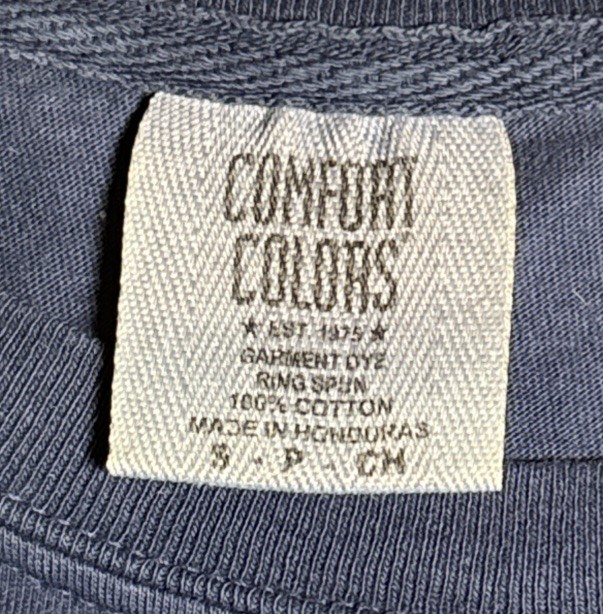 COMFORT
COLORS
★ EST. 1975 ★
GARMENT DYE
RING SPUN
100% COTTON
MADE IN HONDURAS
S - P - CH